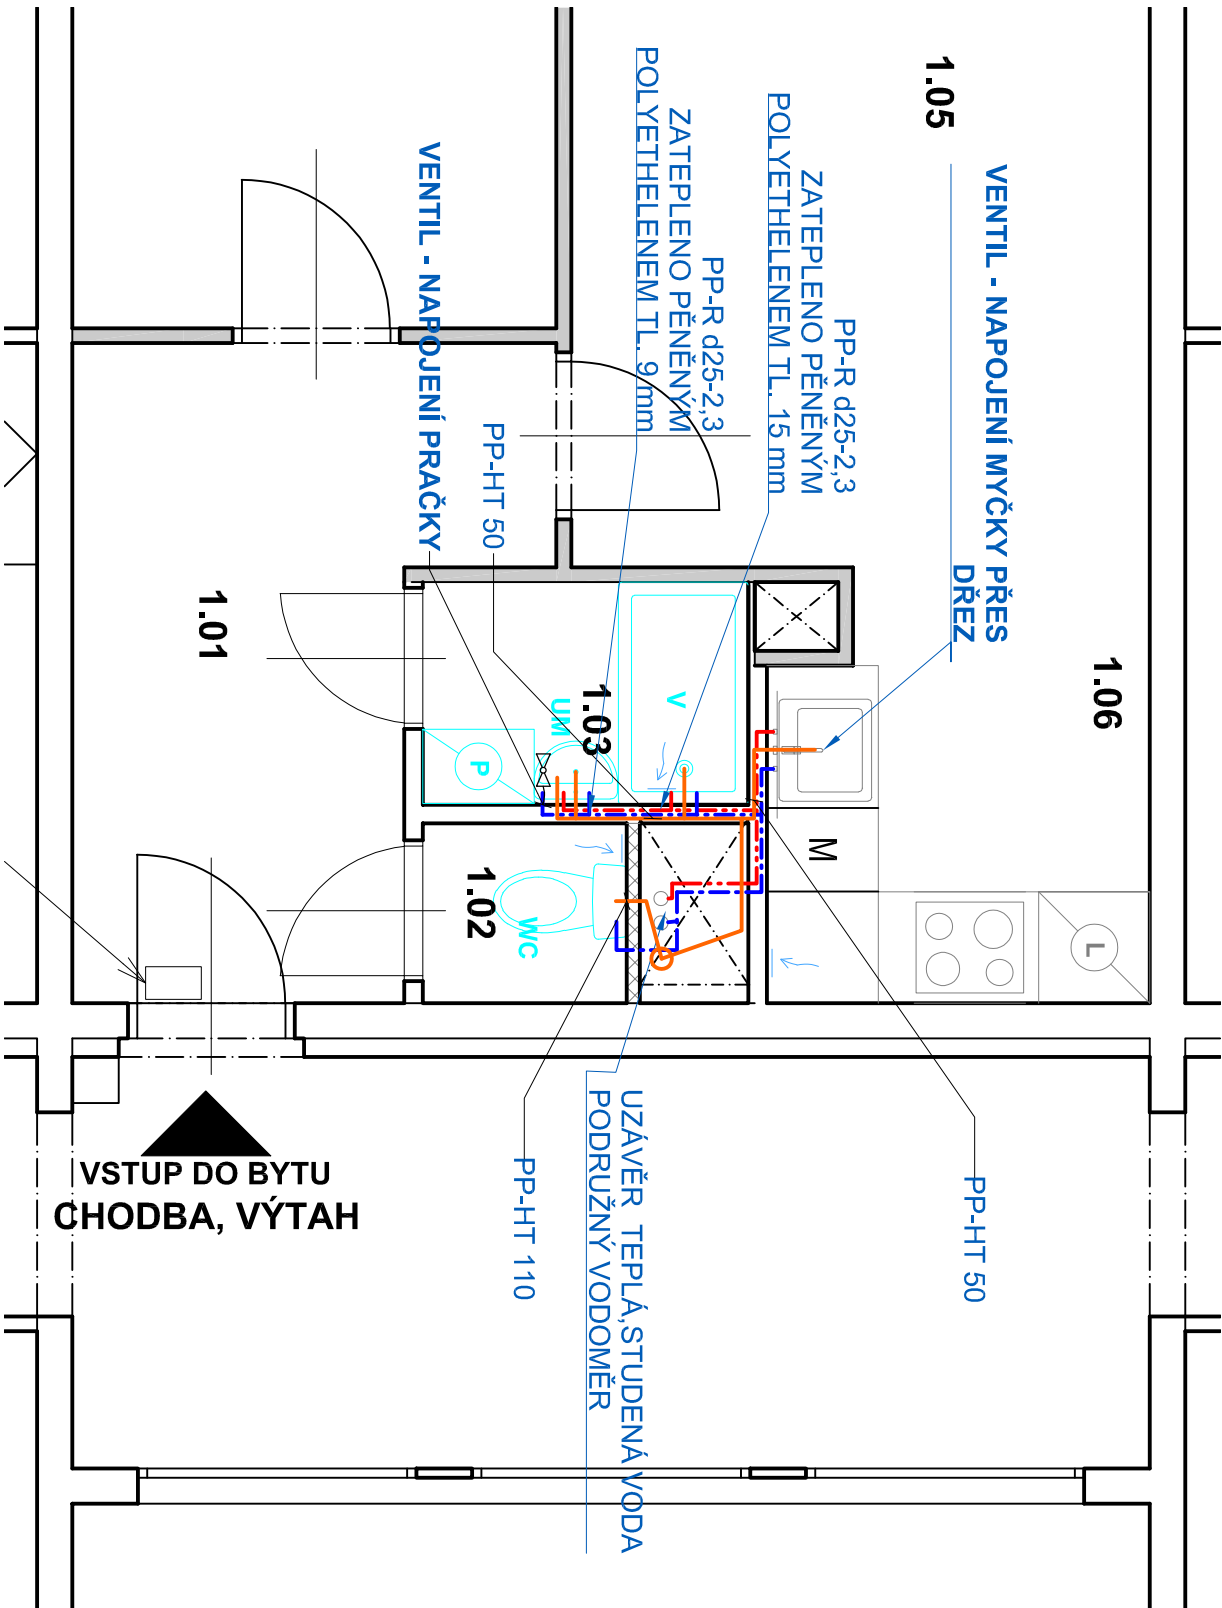 1.05
VENTIL - NAPOJENÍ MYČKY PŘES
DŘEZ
PP-R d25-2,3
ZATEPLENO PĚNĚNÝM
POLYETHELENEM TL. 15 mm
PP-R d25-2,3
ZATEPLENO PĚNĚNÝM
POLYETHELENEM TL. 9 mm
VENTIL - NAPOJENÍ PRAČKY
PP-HT 50
1.01
1.06
1.03
V
UM
P
M
1.02
WC
L
UZÁVĚR TEPLÁ,STUDENÁ VODA
PODRUŽNÝ VODOMĚR
PP-HT 110
PP-HT 50
VSTUP DO BYTU
CHODBA, VÝTAH